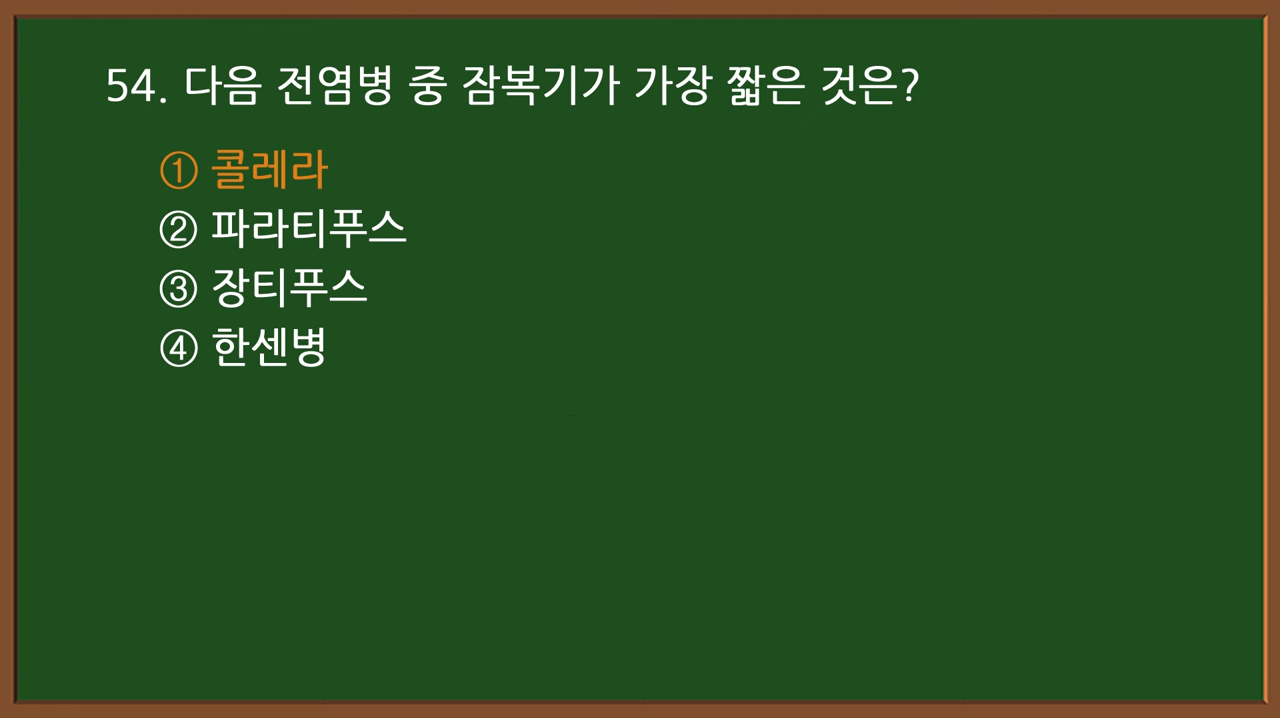 54. 다음 전염병 중 잠복기가 가장 짧은 것은?
① 콜레라
② 파라티푸스
③ 장티푸스
④ 한센병